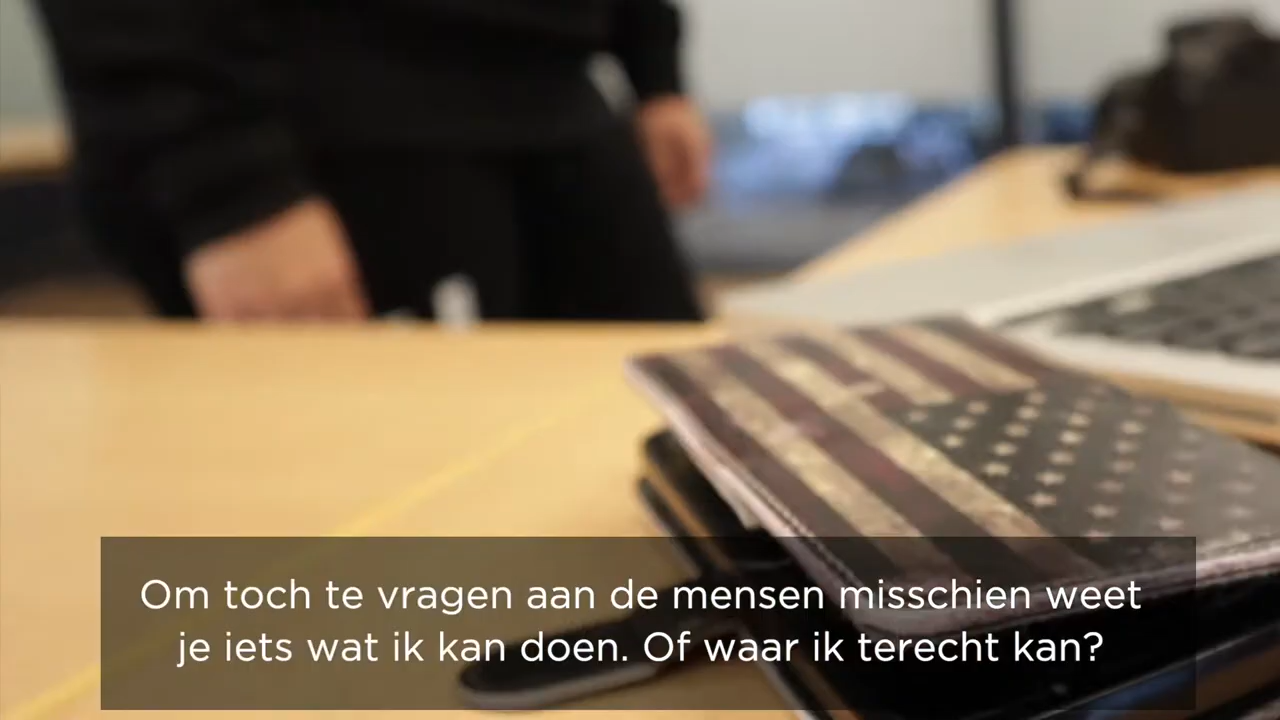 Om toch te vragen aan de mensen misschien weet
je iets wat ik kan doen. Of waar ik terecht kan?